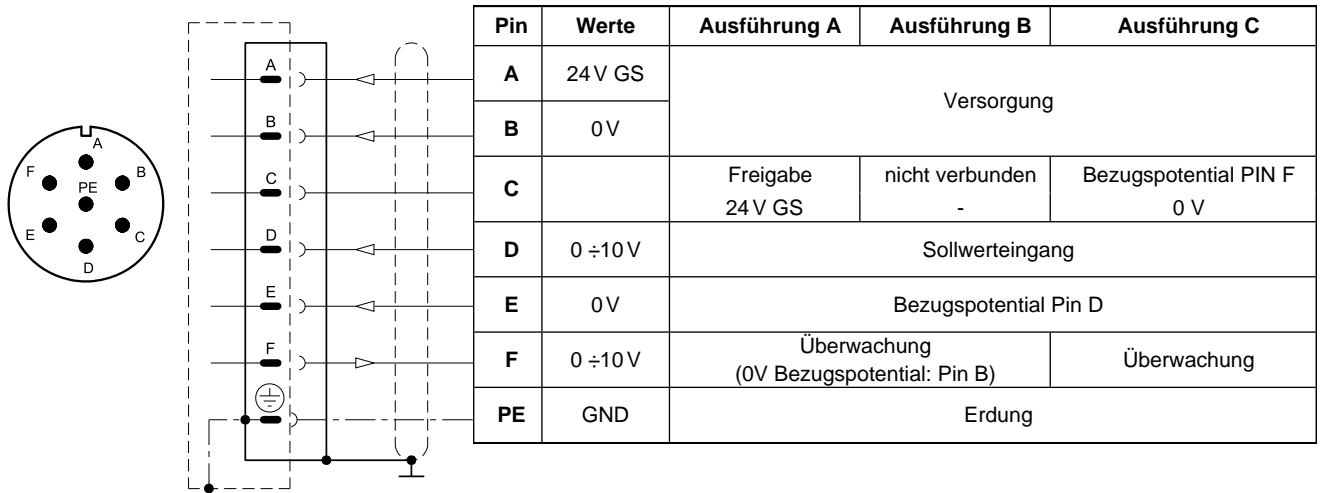 A
F
B
PE
E
C
D
A
B
C
D
E
F
Pin Werte Ausführung A Ausführung B Ausführung C
A 24 V GS
Versorgung
B 0 V
C Freigabe nicht verbunden Bezugspotential PIN F
24 V GS - 0 V
D 0 ÷10 V Sollwerteingang
E 0 V Bezugspotential Pin D
F 0 ÷10 V Überwachung Überwachung
(0V Bezugspotential: Pin B)
PE GND Erdung